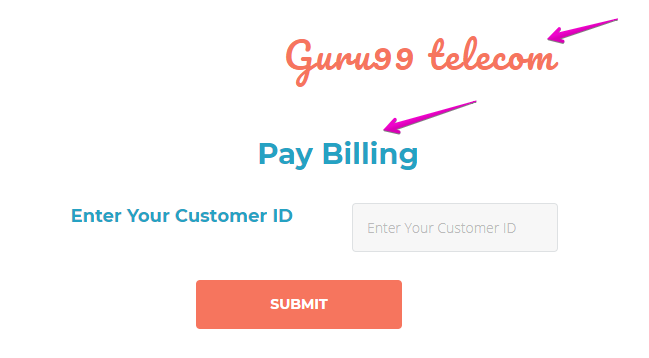 Guru99 telecom
Pay Billing
Enter Your Customer ID
Enter Your Customer ID
SUBMIT